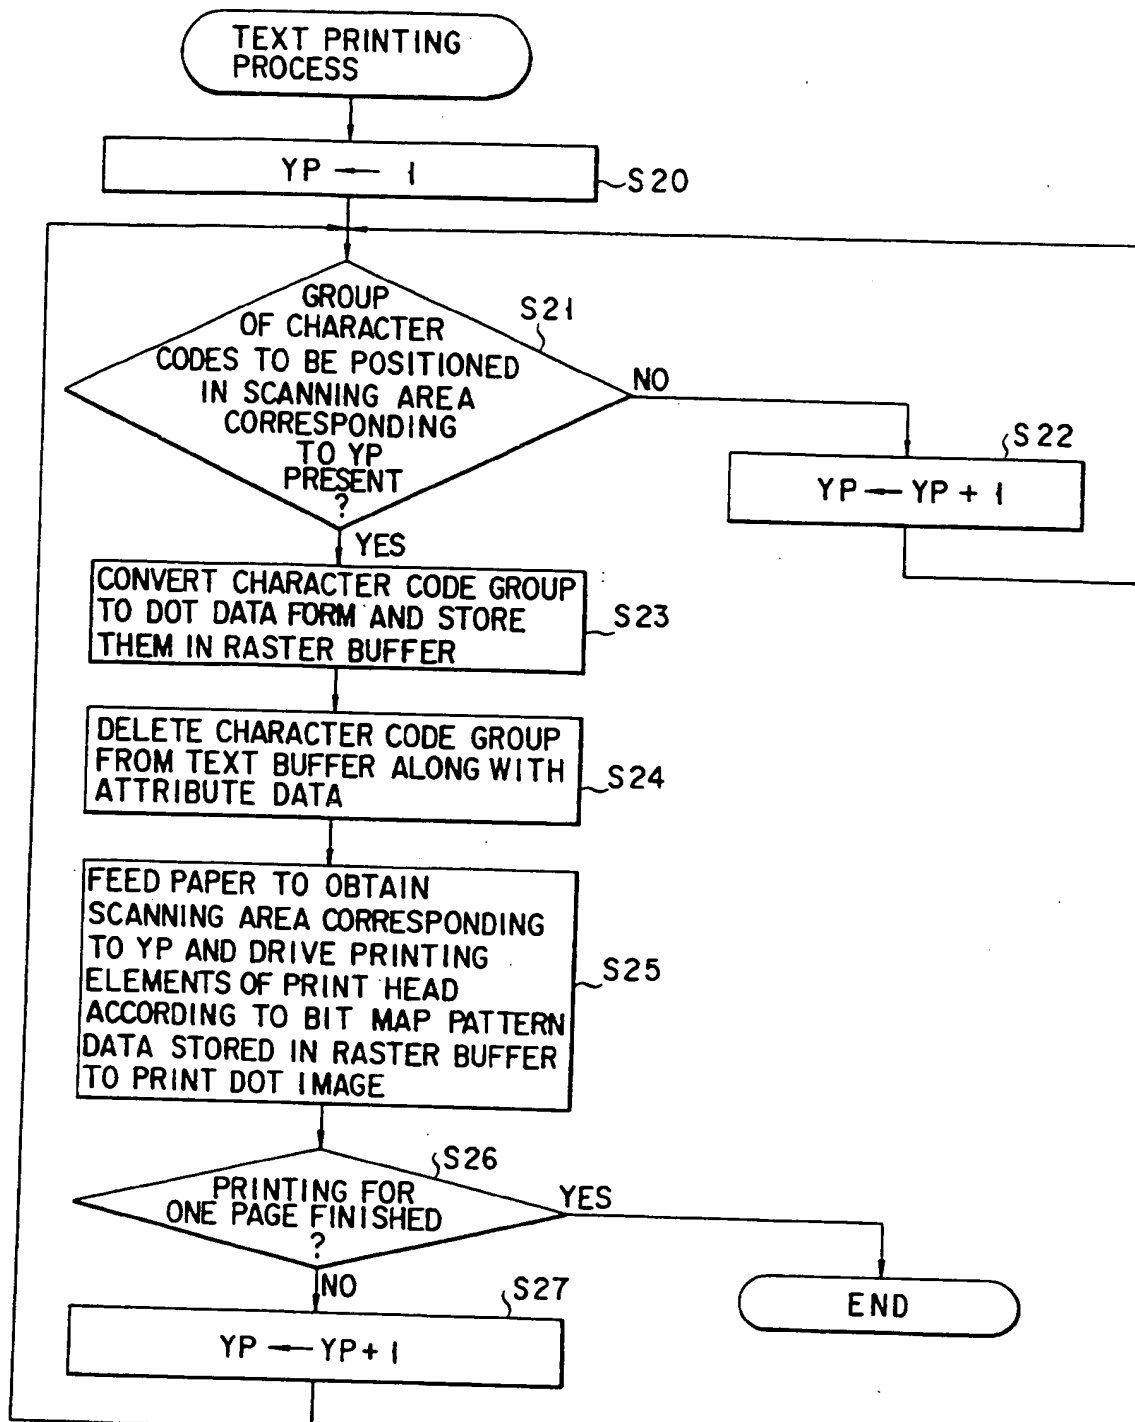 TEXT PRINTING
PROCESS
YP ← 1
S20
GROUP
OF CHARACTER
CODES TO BE POSITIONED
IN SCANNING AREA
CORRESPONDING
TO YP
PRESENT
?
S21
NO
S22
YP ← YP + 1
YES
CONVERT CHARACTER CODE GROUP
TO DOT DATA FORM AND STORE
THEM IN RASTER BUFFER
S23
DELETE CHARACTER CODE GROUP
FROM TEXT BUFFER ALONG WITH
ATTRIBUTE DATA
S24
FEED PAPER TO OBTAIN
SCANNING AREA CORRESPONDING
TO YP AND DRIVE PRINTING
ELEMENTS OF PRINT HEAD
ACCORDING TO BIT MAP PATTERN
DATA STORED IN RASTER BUFFER
TO PRINT DOT IMAGE
S25
PRINTING FOR
ONE PAGE FINISHED
?
S26
YES
END
NO
S27
YP ← YP + 1